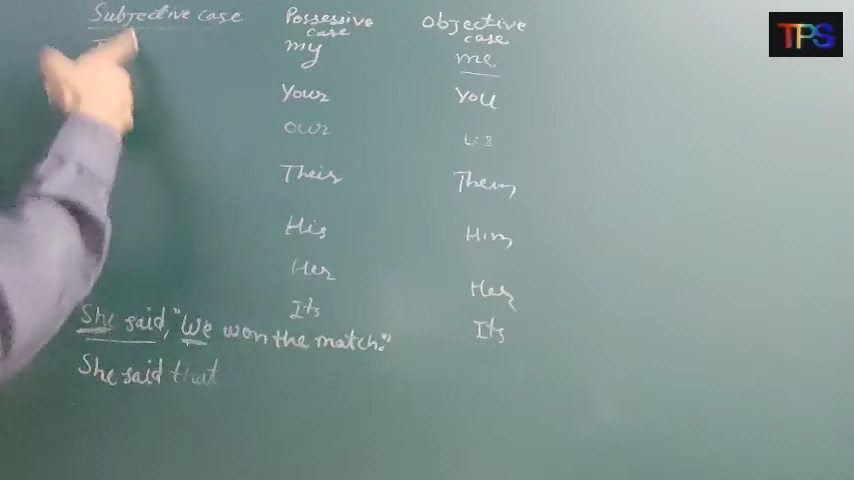 Subjective case Possessive case Objective case
I my me
Your You
our us
Their Them
His Him
Her Her
Its Its
She said, "We won the match."
She said that
TPS